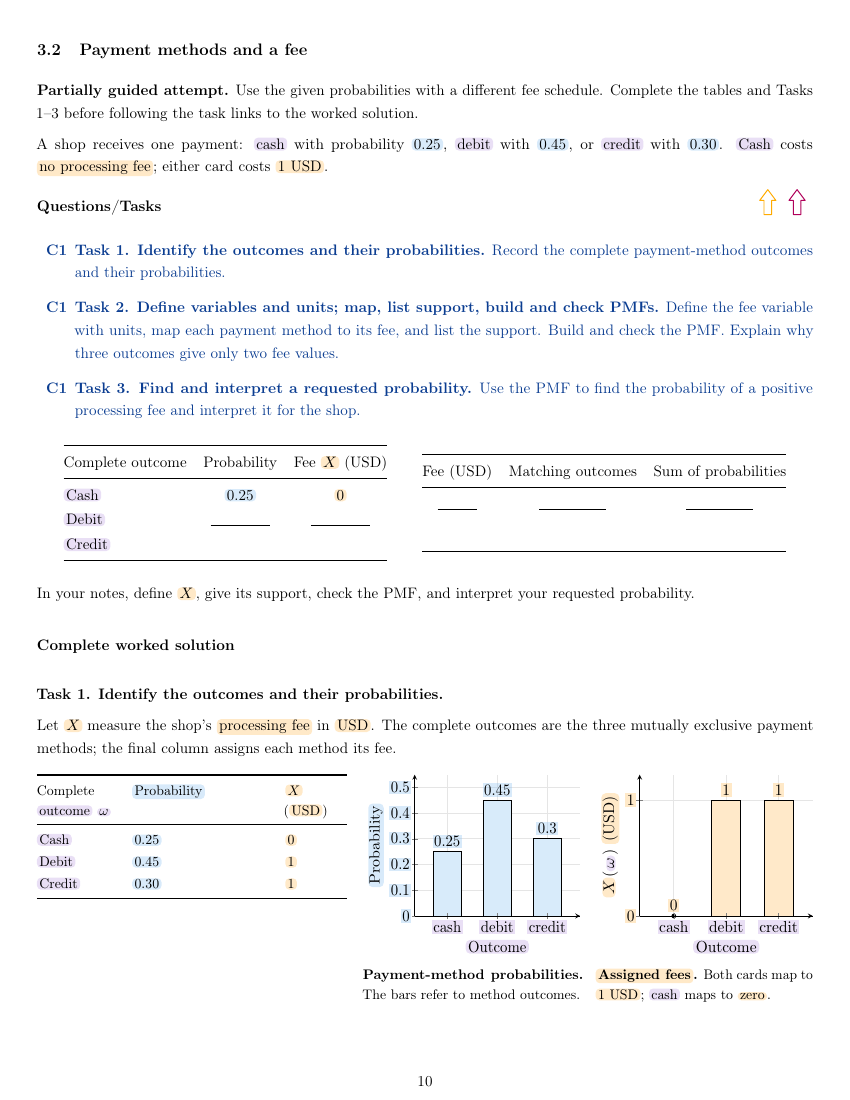 3.2 Payment methods and a fee
Partially guided attempt. Use the given probabilities with a different fee schedule. Complete the tables and Tasks
1–3 before following the task links to the worked solution.
A shop receives one payment: cash with probability 0.25, debit with 0.45, or credit with 0.30. Cash costs
no processing fee; either card costs 1 USD.
Questions/Tasks
C1 Task 1. Identify the outcomes and their probabilities. Record the complete payment-method outcomes
and their probabilities.
C1 Task 2. Define variables and units; map, list support, build and check PMFs. Define the fee variable
with units, map each payment method to its fee, and list the support. Build and check the PMF. Explain why
three outcomes give only two fee values.
C1 Task 3. Find and interpret a requested probability. Use the PMF to find the probability of a positive
processing fee and interpret it for the shop.
Complete outcome Probability Fee X (USD)
Cash 0.25 0
Debit
Credit
Fee (USD) Matching outcomes Sum of probabilities
In your notes, define X, give its support, check the PMF, and interpret your requested probability.
Complete worked solution
Task 1. Identify the outcomes and their probabilities.
Let X measure the shop's processing fee in USD. The complete outcomes are the three mutually exclusive payment
methods; the final column assigns each method its fee.
Complete Probability X
outcome ω (USD)
Cash 0.25 0
Debit 0.45 1
Credit 0.30 1
Probability
0.5
0.4
0.3
0.2
0.1
0
0.25 0.45 0.3
cash debit credit
Outcome
Payment-method probabilities.
The bars refer to method outcomes.
X(ω) (USD)
1
0
0 1 1
cash debit credit
Outcome
Assigned fees. Both cards map to
1 USD; cash maps to zero.
10